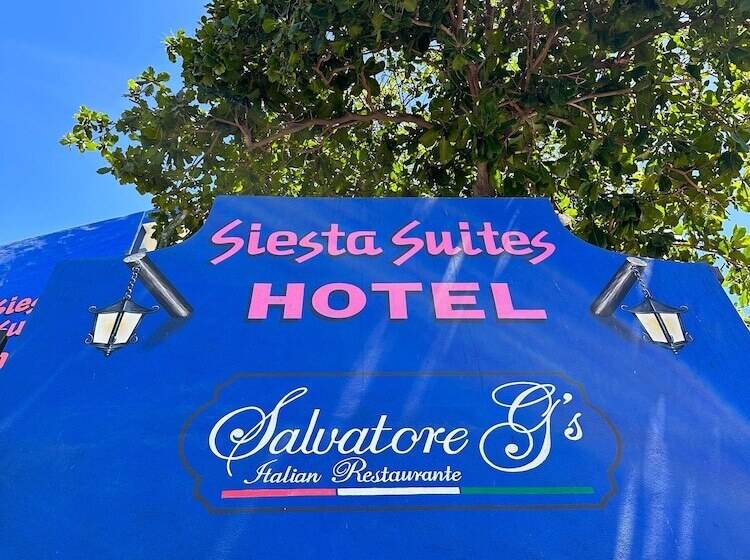 Siesta Suites
HOTEL
Salvatore G's
Italian Restaurante